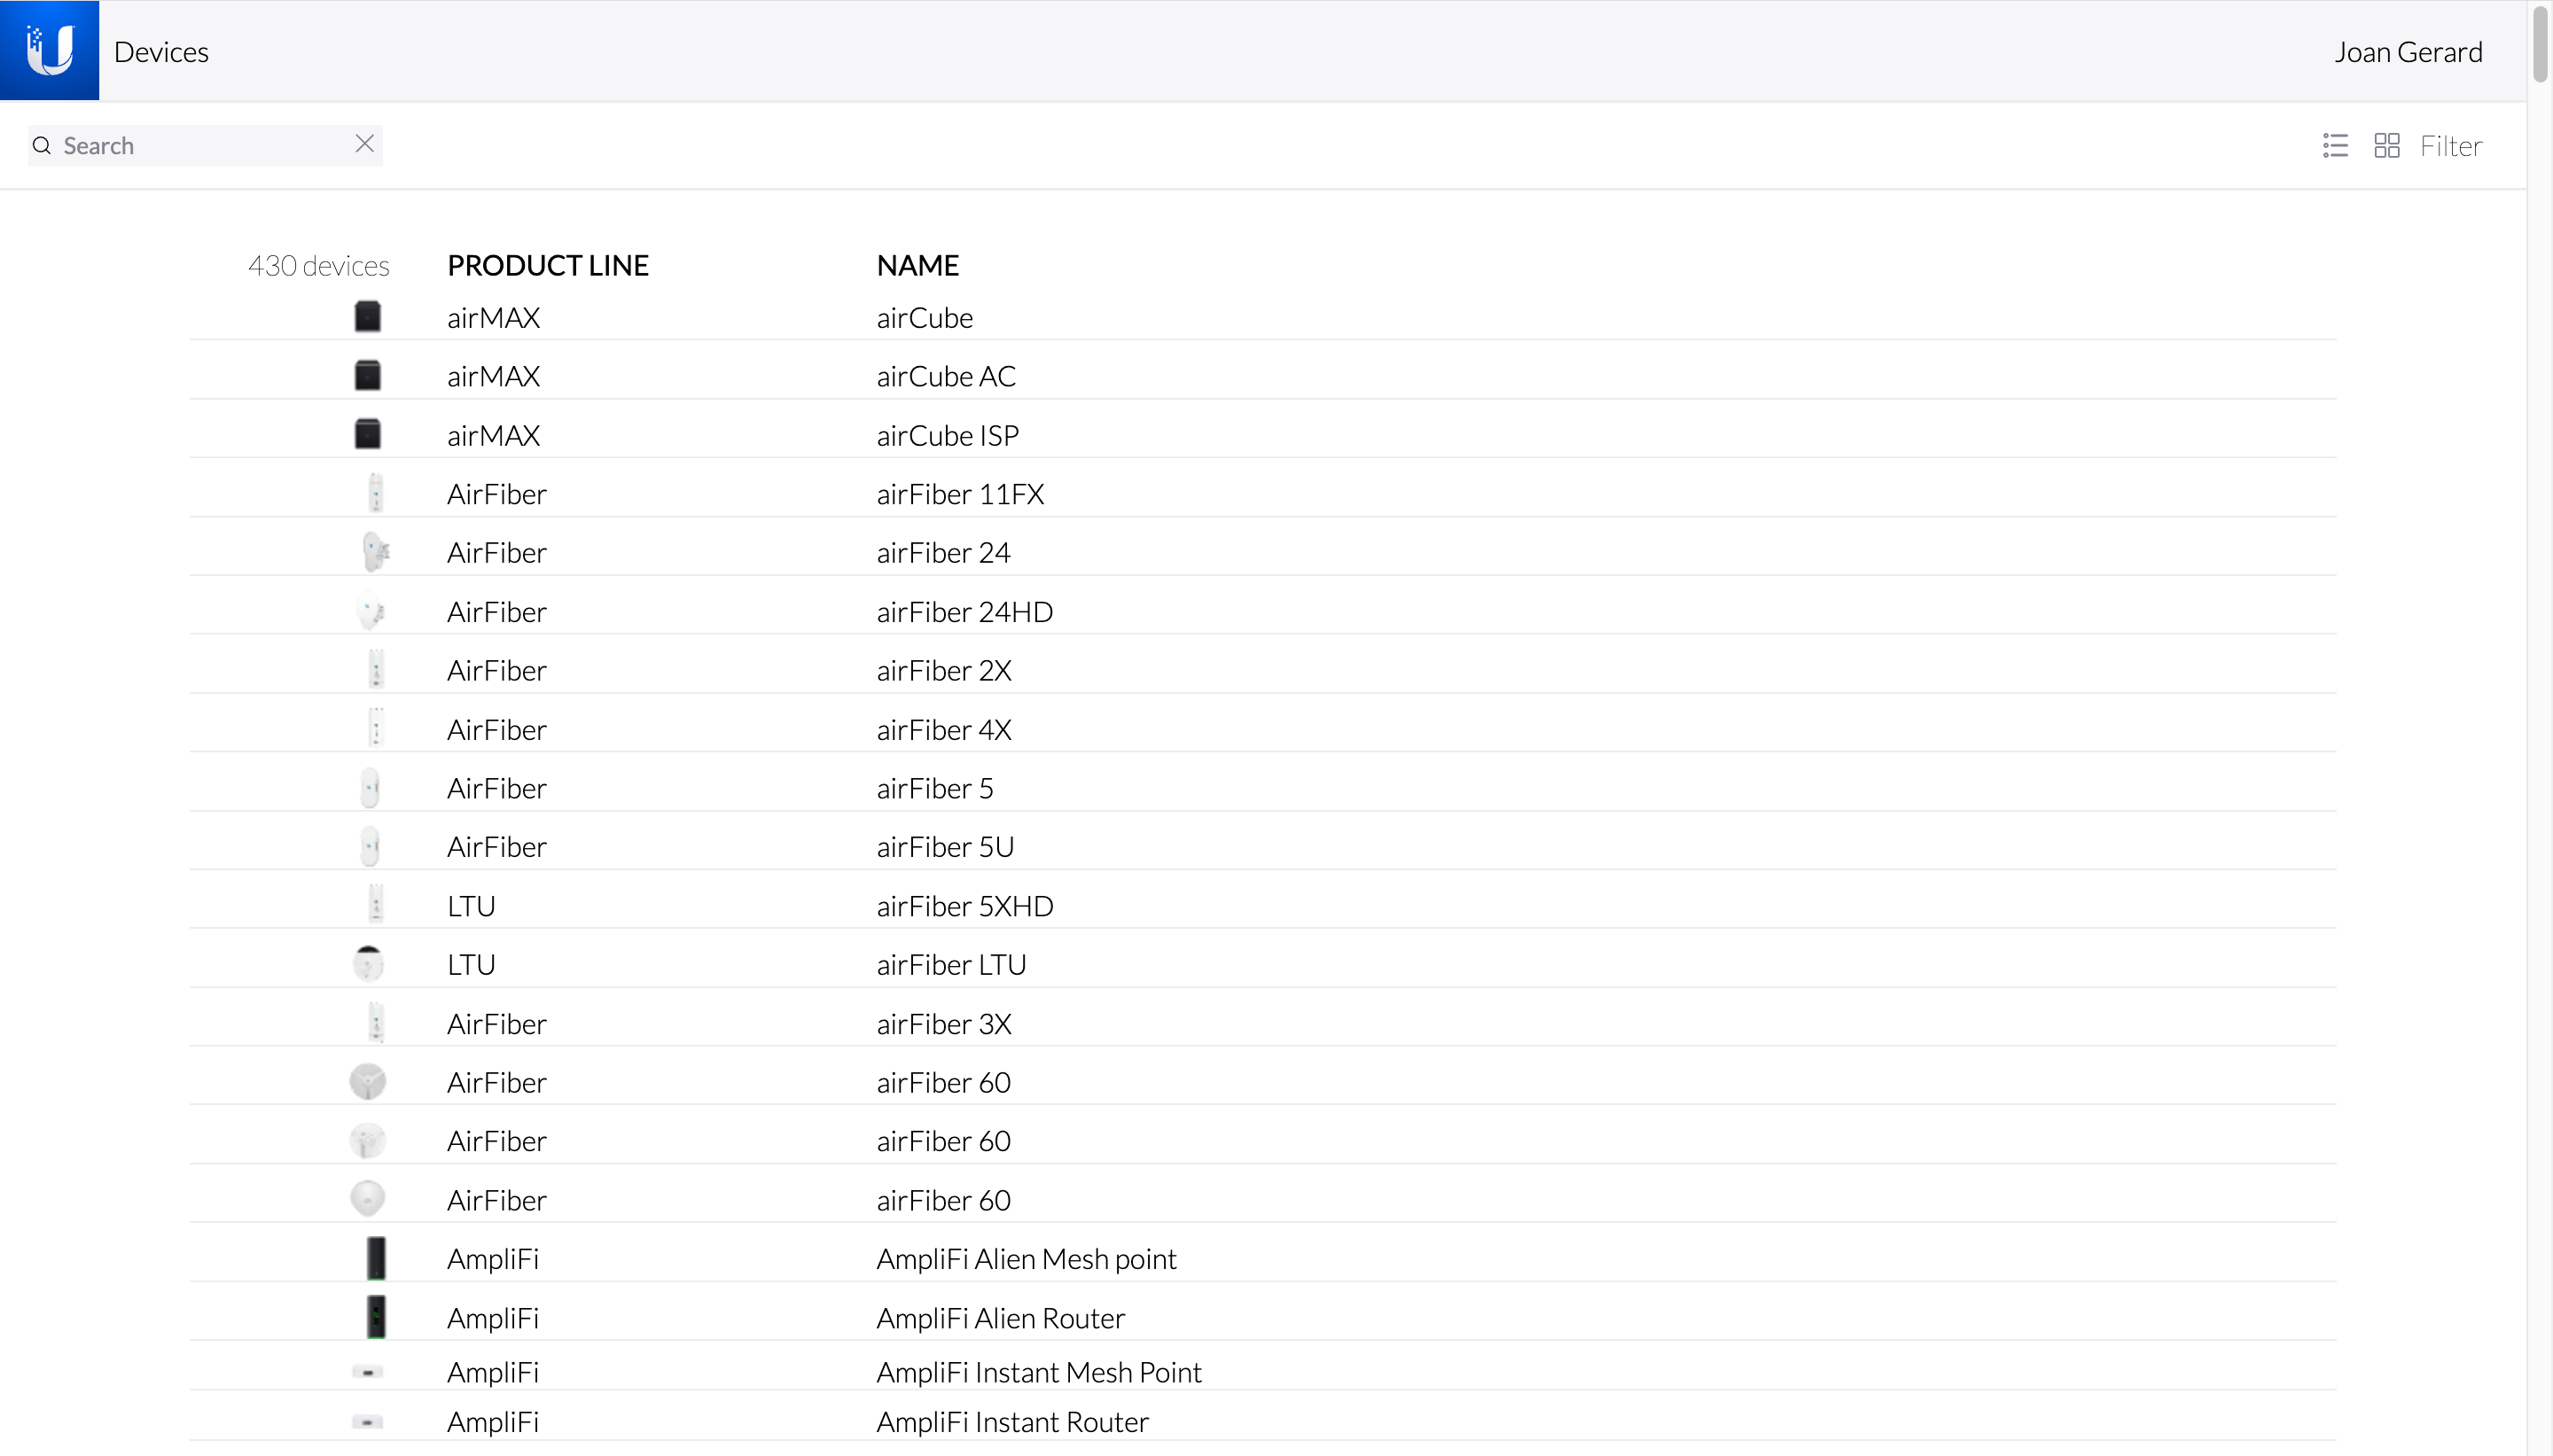 Devices Joan Gerard
Search Filter
430 devices PRODUCT LINE NAME
airMAX airCube
airMAX airCube AC
airMAX airCube ISP
AirFiber airFiber 11FX
AirFiber airFiber 24
AirFiber airFiber 24HD
AirFiber airFiber 2X
AirFiber airFiber 4X
AirFiber airFiber 5
AirFiber airFiber 5U
LTU airFiber 5XHD
LTU airFiber LTU
AirFiber airFiber 3X
AirFiber airFiber 60
AirFiber airFiber 60
AirFiber airFiber 60
AmpliFi AmpliFi Alien Mesh point
AmpliFi AmpliFi Alien Router
AmpliFi AmpliFi Instant Mesh Point
AmpliFi AmpliFi Instant Router